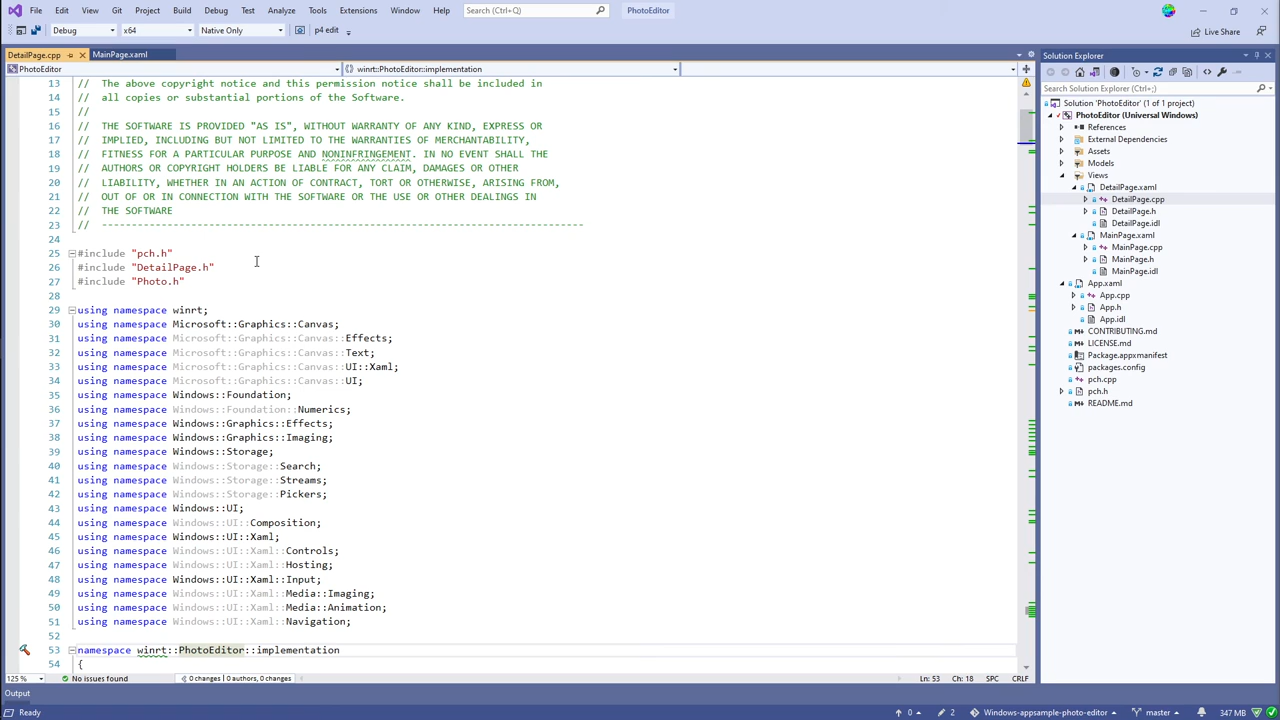 File Edit View Git Project Build Debug Test Analyze Tools Extensions Window Help Search (Ctrl+Q) PhotoEditor
Debug x64 Native Only p4 edit Live Share
DetailPage.cpp MainPage.xaml
PhotoEditor winrt::PhotoEditor::implementation
13 // The above copyright notice and this permission notice shall be included in
14 // all copies or substantial portions of the Software.
15 //
16 // THE SOFTWARE IS PROVIDED "AS IS", WITHOUT WARRANTY OF ANY KIND, EXPRESS OR
17 // IMPLIED, INCLUDING BUT NOT LIMITED TO THE WARRANTIES OF MERCHANTABILITY,
18 // FITNESS FOR A PARTICULAR PURPOSE AND NONINFRINGEMENT. IN NO EVENT SHALL THE
19 // AUTHORS OR COPYRIGHT HOLDERS BE LIABLE FOR ANY CLAIM, DAMAGES OR OTHER
20 // LIABILITY, WHETHER IN AN ACTION OF CONTRACT, TORT OR OTHERWISE, ARISING FROM,
21 // OUT OF OR IN CONNECTION WITH THE SOFTWARE OR THE USE OR OTHER DEALINGS IN
22 // THE SOFTWARE
23 // ---------------------------------------------------------------------------------
24
25 #include "pch.h"
26 #include "DetailPage.h"
27 #include "Photo.h"
28
29 using namespace winrt;
30 using namespace Microsoft::Graphics::Canvas;
31 using namespace Microsoft::Graphics::Canvas::Effects;
32 using namespace Microsoft::Graphics::Canvas::Text;
33 using namespace Microsoft::Graphics::Canvas::UI::Xaml;
34 using namespace Microsoft::Graphics::Canvas::UI;
35 using namespace Windows::Foundation;
36 using namespace Windows::Foundation::Numerics;
37 using namespace Windows::Graphics::Effects;
38 using namespace Windows::Graphics::Imaging;
39 using namespace Windows::Storage;
40 using namespace Windows::Storage::Search;
41 using namespace Windows::Storage::Streams;
42 using namespace Windows::Storage::Pickers;
43 using namespace Windows::UI;
44 using namespace Windows::UI::Composition;
45 using namespace Windows::UI::Xaml;
46 using namespace Windows::UI::Xaml::Controls;
47 using namespace Windows::UI::Xaml::Hosting;
48 using namespace Windows::UI::Xaml::Input;
49 using namespace Windows::UI::Xaml::Media::Imaging;
50 using namespace Windows::UI::Xaml::Media::Animation;
51 using namespace Windows::UI::Xaml::Navigation;
52
53 namespace winrt::PhotoEditor::implementation
54 {
125 % No issues found 0 changes | 0 authors, 0 changes Ln: 53 Ch: 18 SPC CRLF
Solution Explorer
Search Solution Explorer (Ctrl+;)
Solution 'PhotoEditor' (1 of 1 project)
PhotoEditor (Universal Windows)
References
External Dependencies
Assets
Models
Views
DetailPage.xaml
DetailPage.cpp
DetailPage.h
DetailPage.idl
MainPage.xaml
MainPage.cpp
MainPage.h
MainPage.idl
App.xaml
App.cpp
App.h
App.idl
CONTRIBUTING.md
LICENSE.md
Package.appxmanifest
packages.config
pch.cpp
pch.h
README.md
Output
Ready 0 2 Windows-appsample-photo-editor master 347 MB